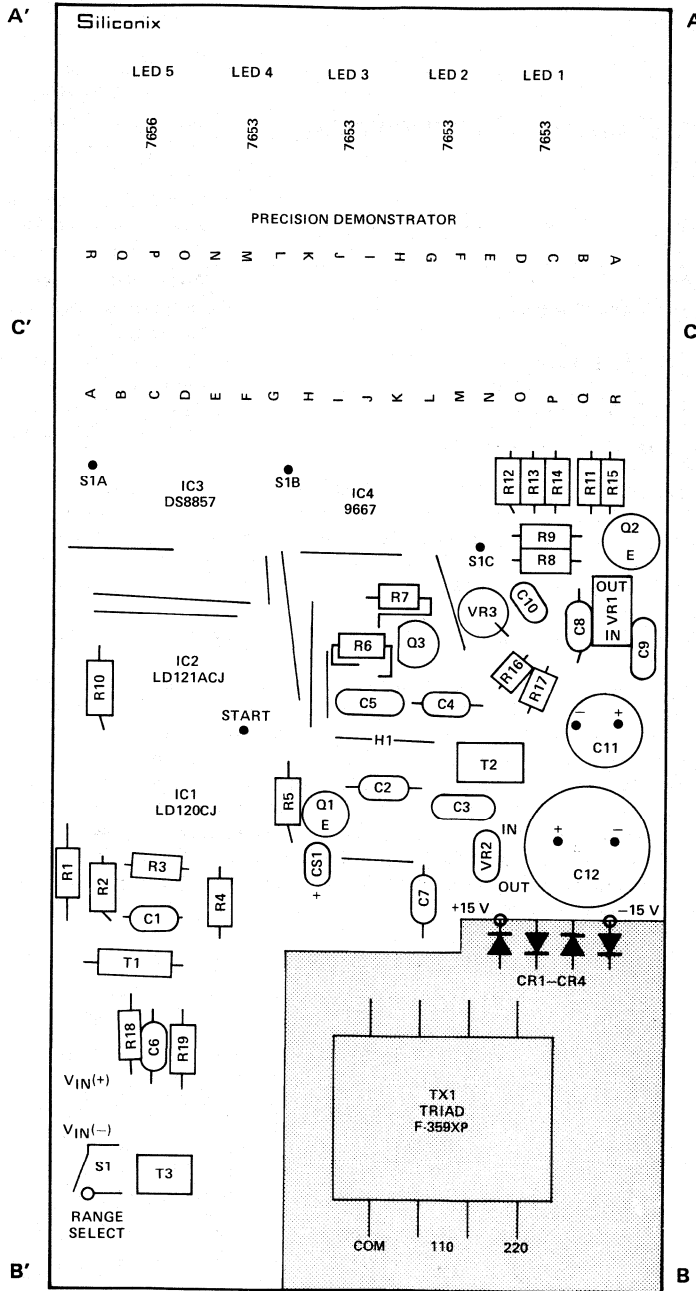 A' A
Siliconix
LED 5 LED 4 LED 3 LED 2 LED 1
7656 7653 7653 7653 7653
PRECISION DEMONSTRATOR
R Q P O N M L K J I H G F E D C B A
C' C
A B C D E F G H I J K L M N O P Q R
S1A
IC3
DS8857
S1B
IC4
9667
R12 R13 R14 R11 R15
Q2
E
R9
R8
S1C
R7
VR3
C10
C8
OUT
VR1
IN
C9
R6
Q3
IC2
LD121ACJ
R10
R16
R17
C5
C4
START
H1
T2
− +
C11
IC1
LD120CJ
R5
Q1
E
C2
C3
IN
VR2
OUT
+ −
C12
R1
R2
R3
R4
CS1
+
C7
C1
+15 V −15 V
T1
CR1–CR4
R18
C6
R19
VIN(+)
TX1
TRIAD
F-359XP
VIN(−)
S1
T3
RANGE
SELECT
COM 110 220
B' B